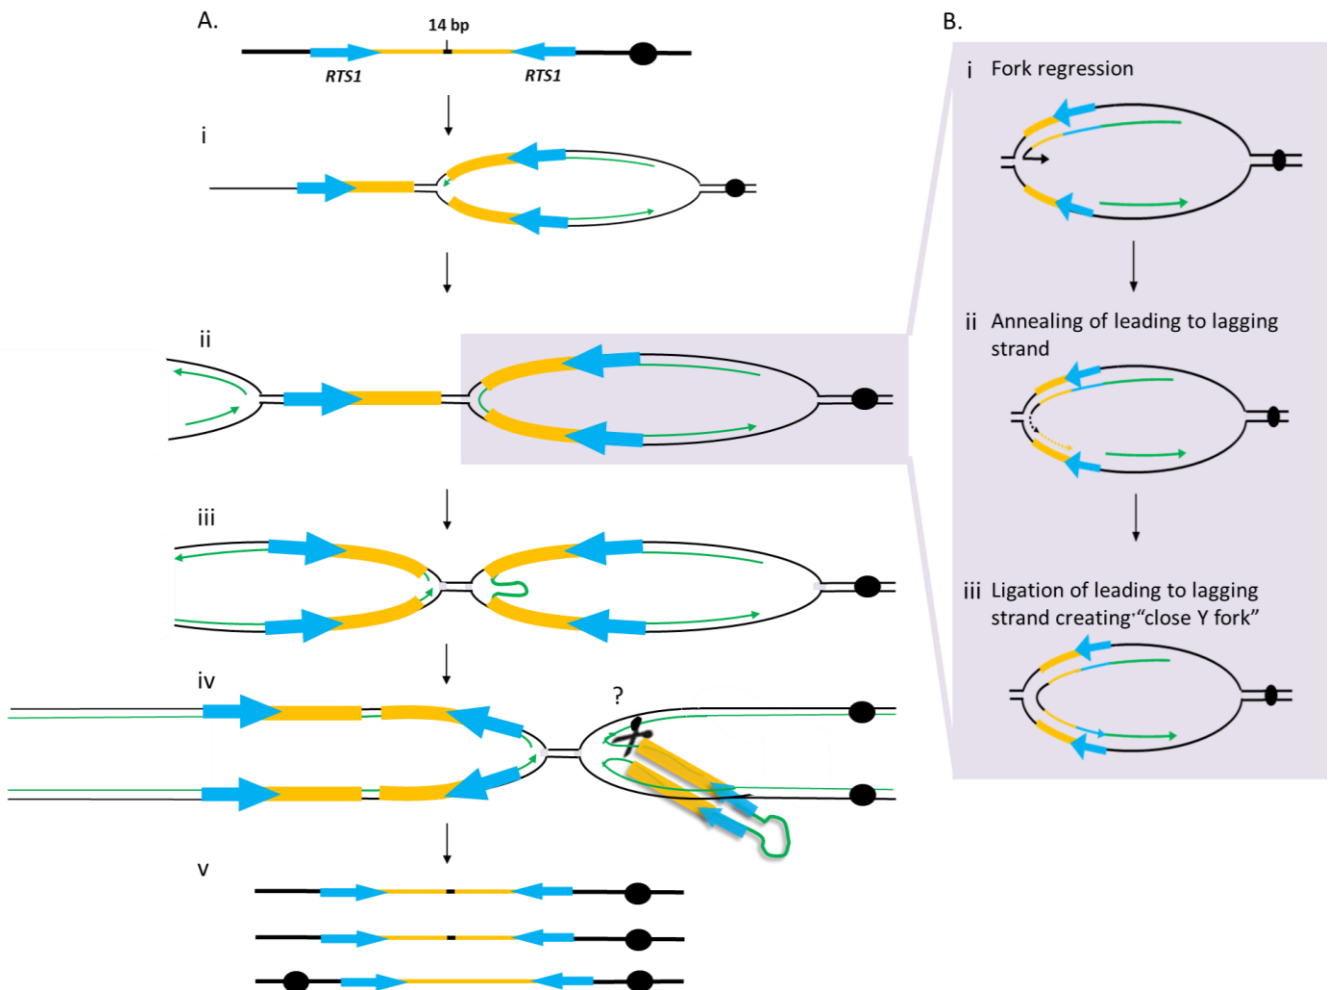 A.
14 bp
RTS1
RTS1
i
ii
iii
iv
?
v
B.
i Fork regression
ii Annealing of leading to lagging
strand
iii Ligation of leading to lagging
strand creating “close Y fork”